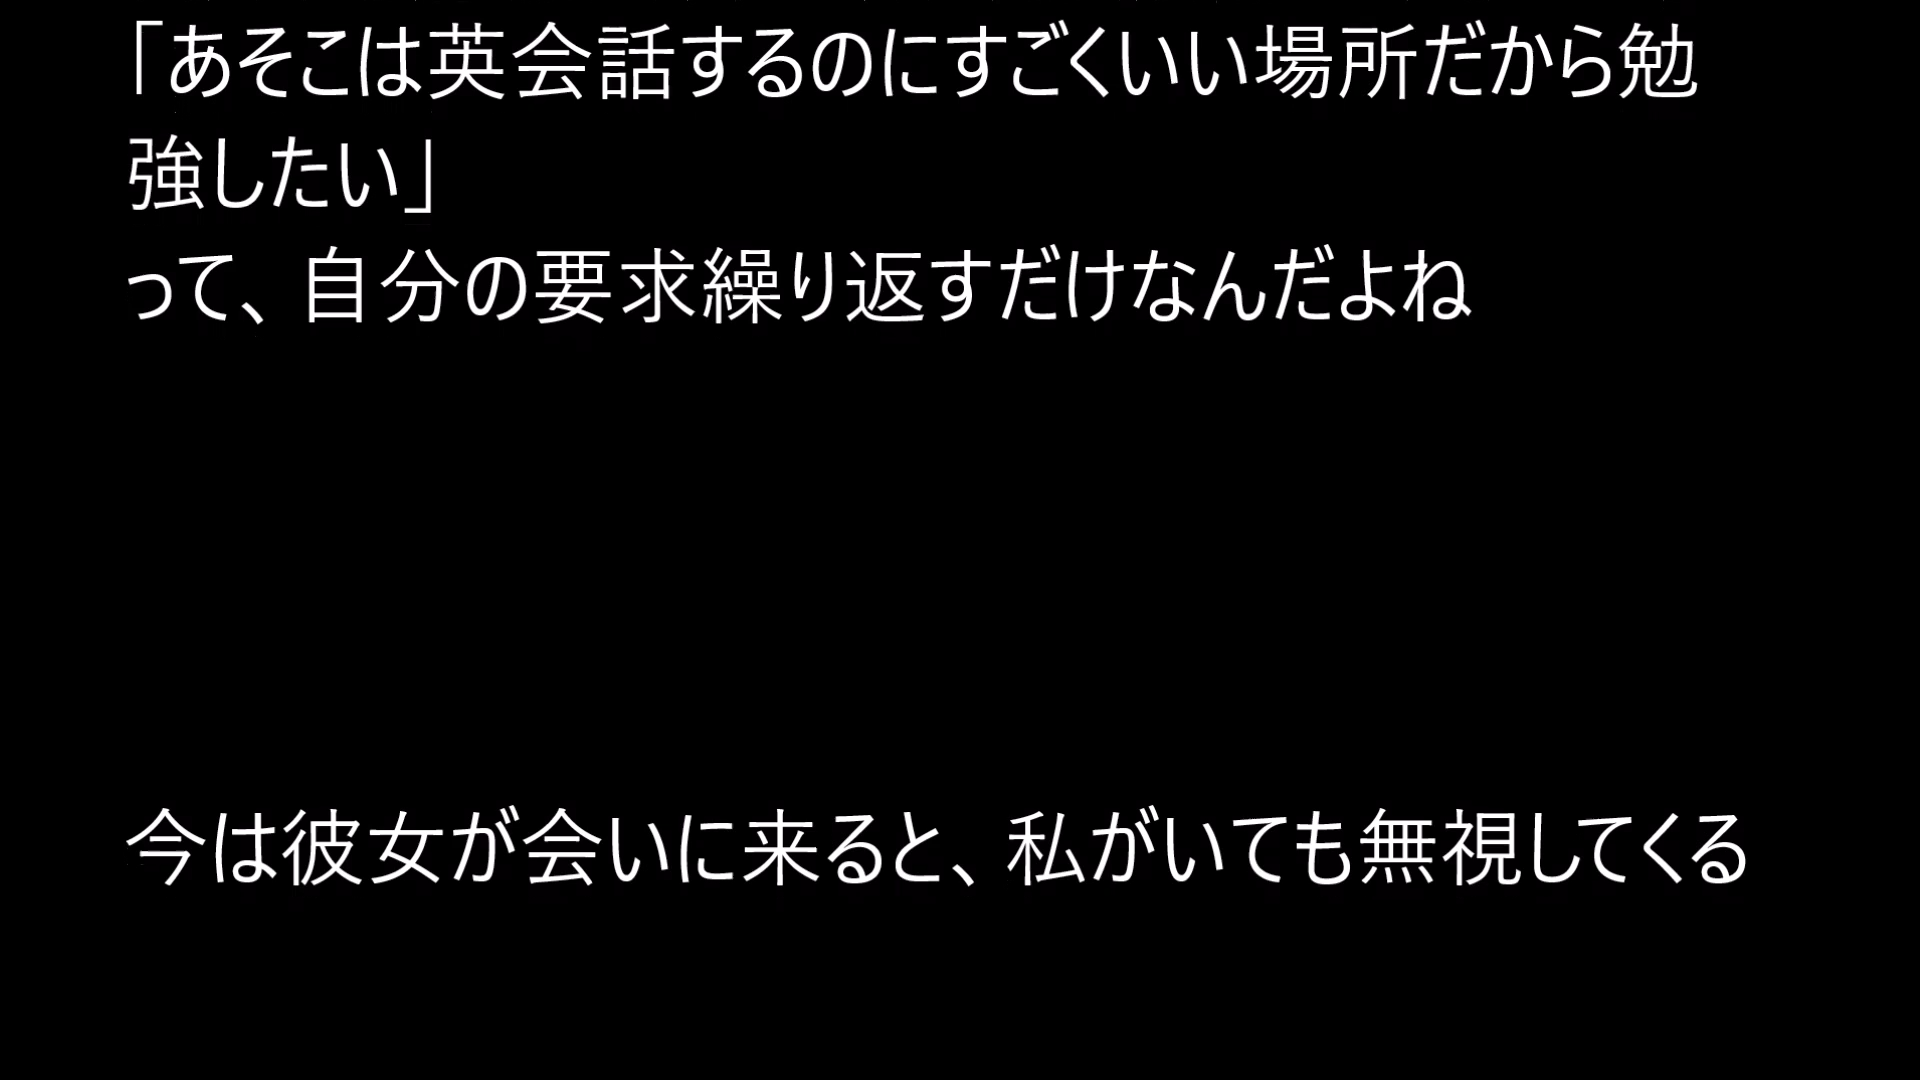 「あそこは英会話するのにすごくいい場所だから勉
強したい」
って、自分の要求繰り返すだけなんだよね
今は彼女が会いに来ると、私がいても無視してくる